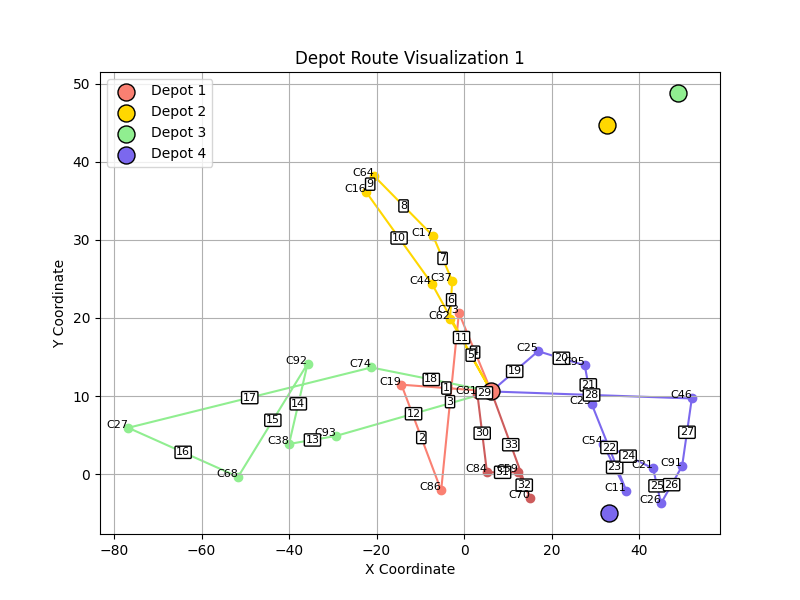 Depot Route Visualization 1
Depot 1
Depot 2
Depot 3
Depot 4
Y Coordinate
50
40
30
20
10
0
−80
−60
−40
−20
0
20
40
X Coordinate
C64
9
C16
8
10
C17
7
C44
C37
6
C73
C62
11
5
C92
C74
C19
18
1
C81
29
3
17
14
12
15
C27
16
C38
13
C93
2
C68
C86
30
33
C84
C70
32
C25
13
20
C95
21
28
C46
C54
22
23
24
C21
C11
25
26
C26
C91
27